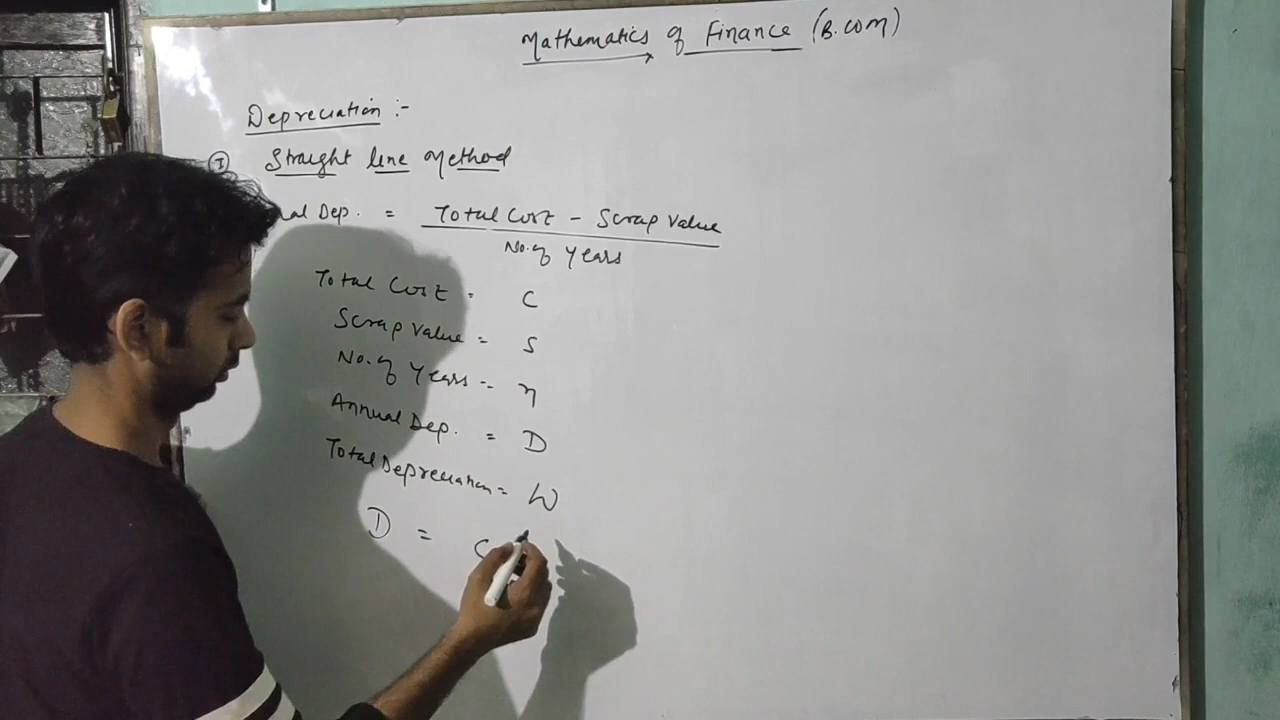 Mathematics of Finance (B.com)
Depreciation :-
I Straight line Method
Dep. = Total Cost - Scrap Value
No. of Years
Total Cost = C
Scrap Value = S
No. of Years = n
Annual Dep. = D
Total Depreciation = W
D = C